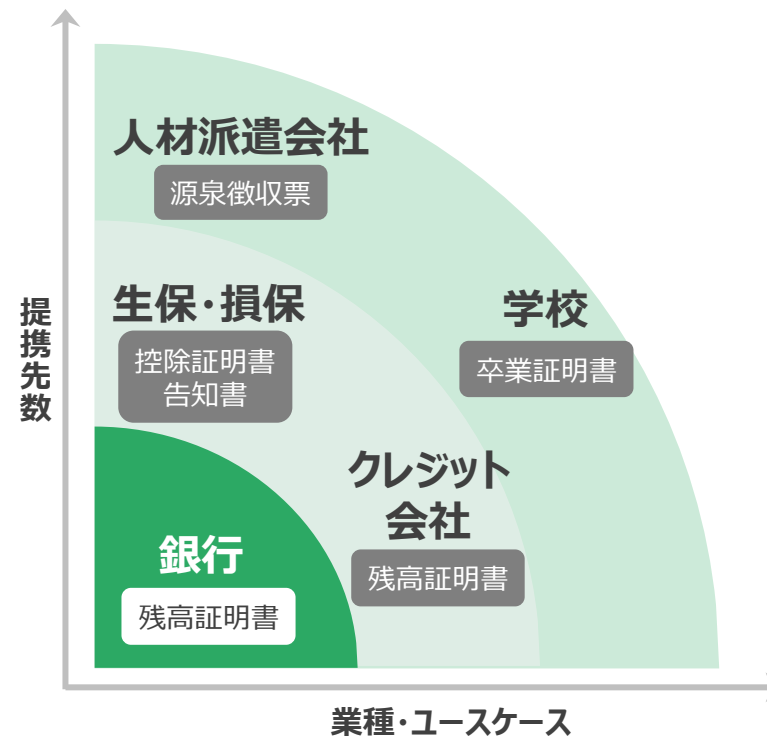 人材派遣会社
源泉徴収票
生保・損保
控除証明書
告知書
学校
卒業証明書
クレジット
会社
残高証明書
銀行
残高証明書
提携先数
業種・ユースケース